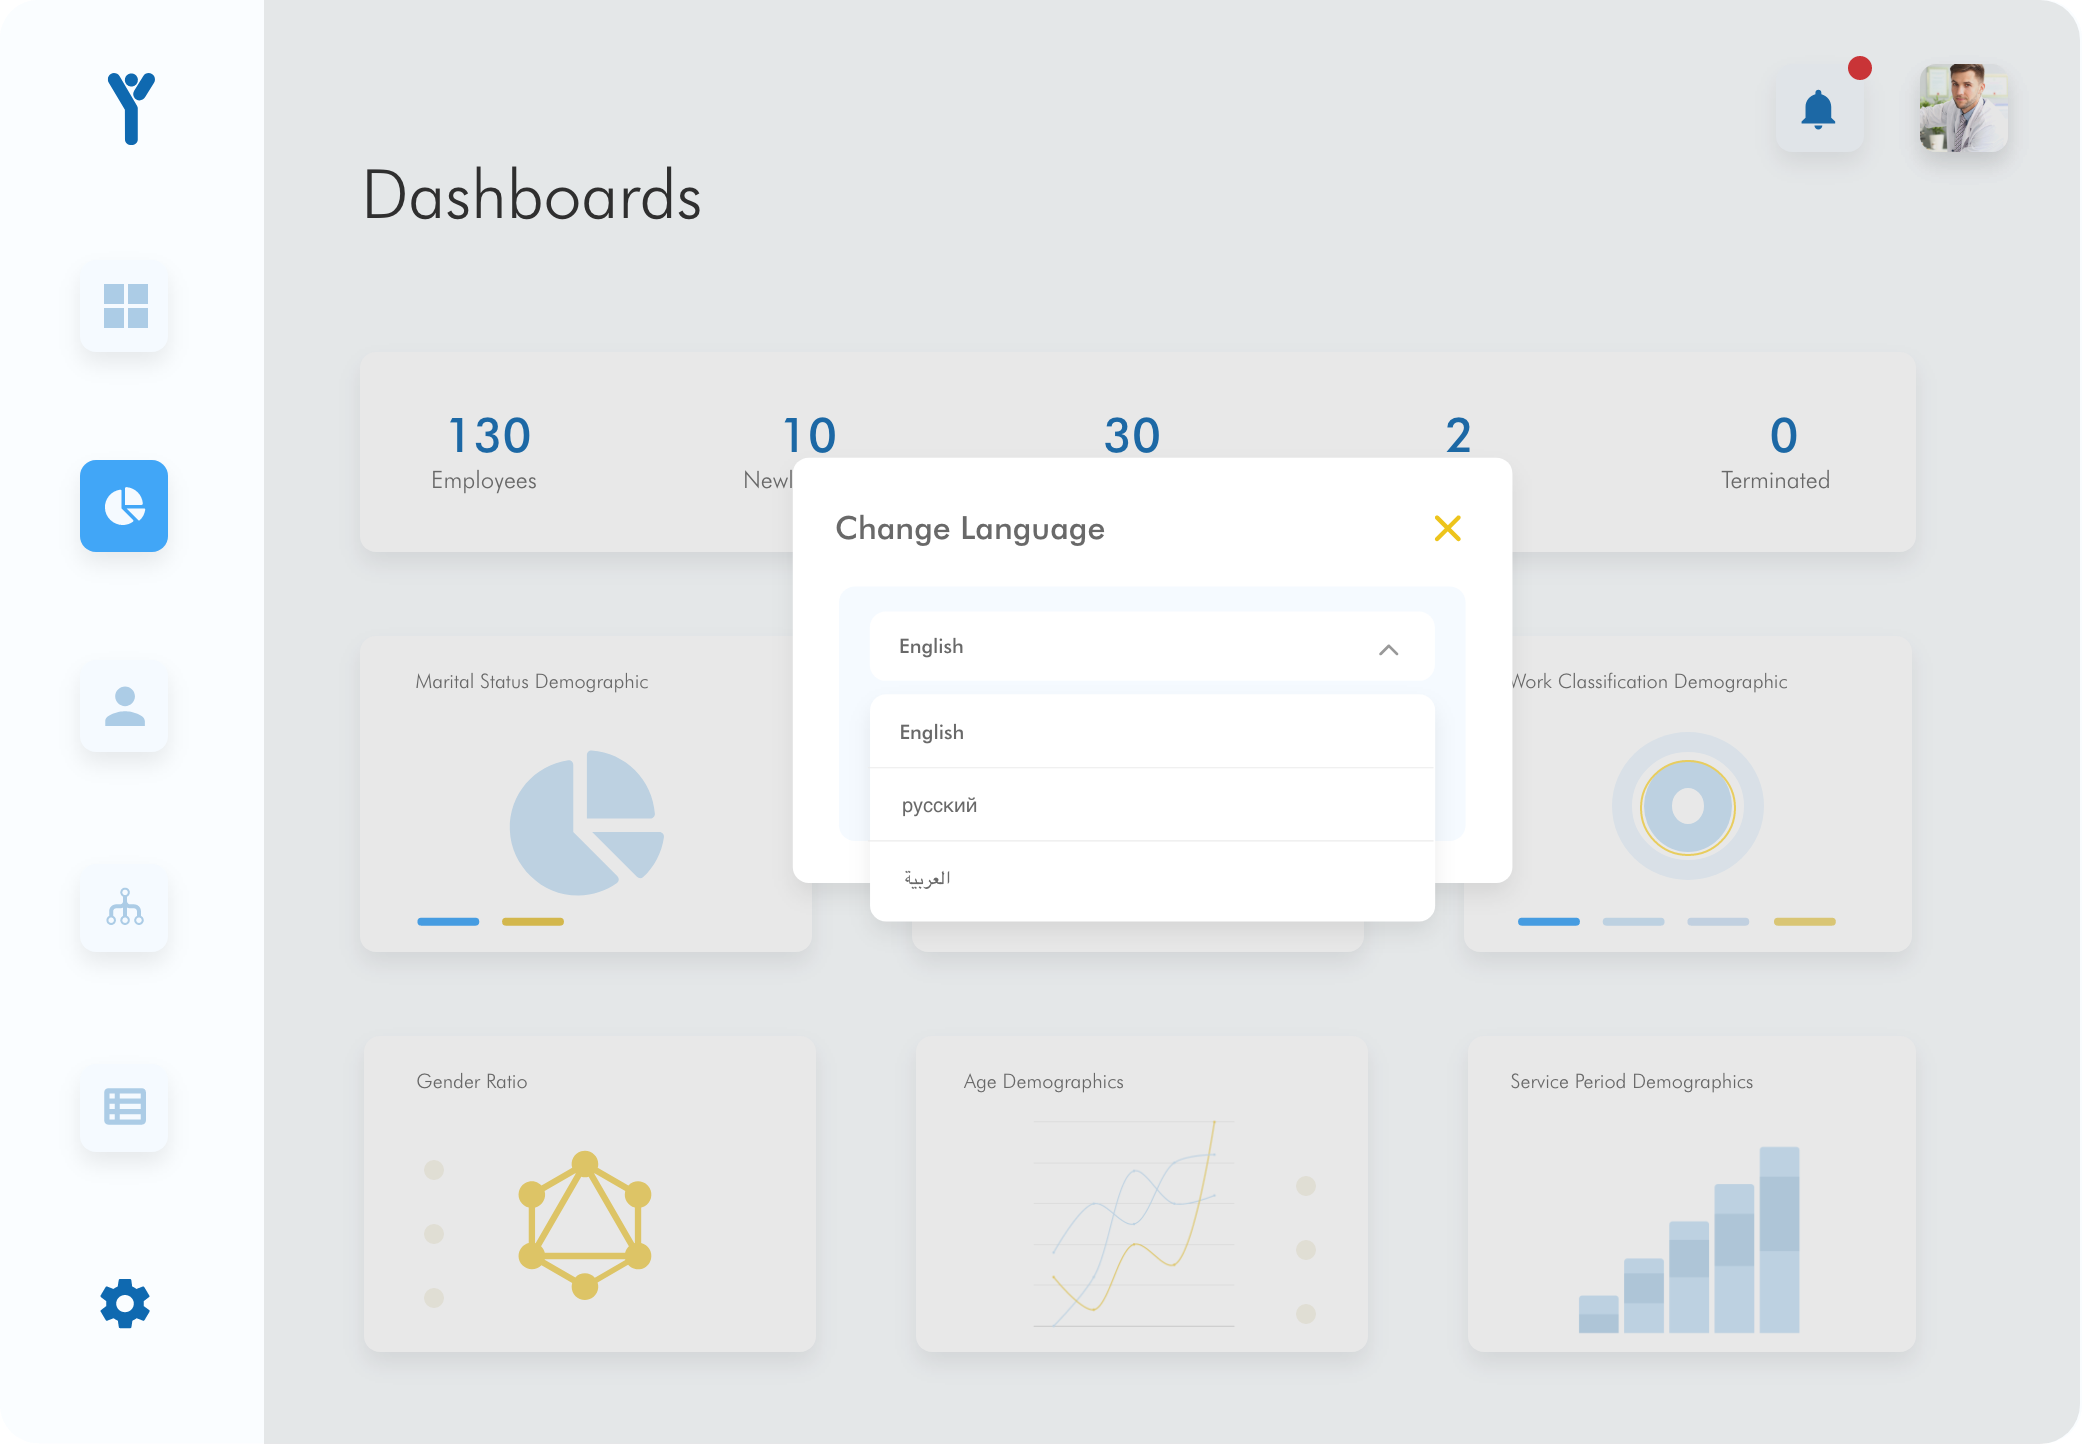 Dashboards
130
10
30
2
0
Employees
Terminated
Change Language
English
English
русский
العربية
Marital Status Demographic
Work Classification Demographic
Gender Ratio
Age Demographics
Service Period Demographics